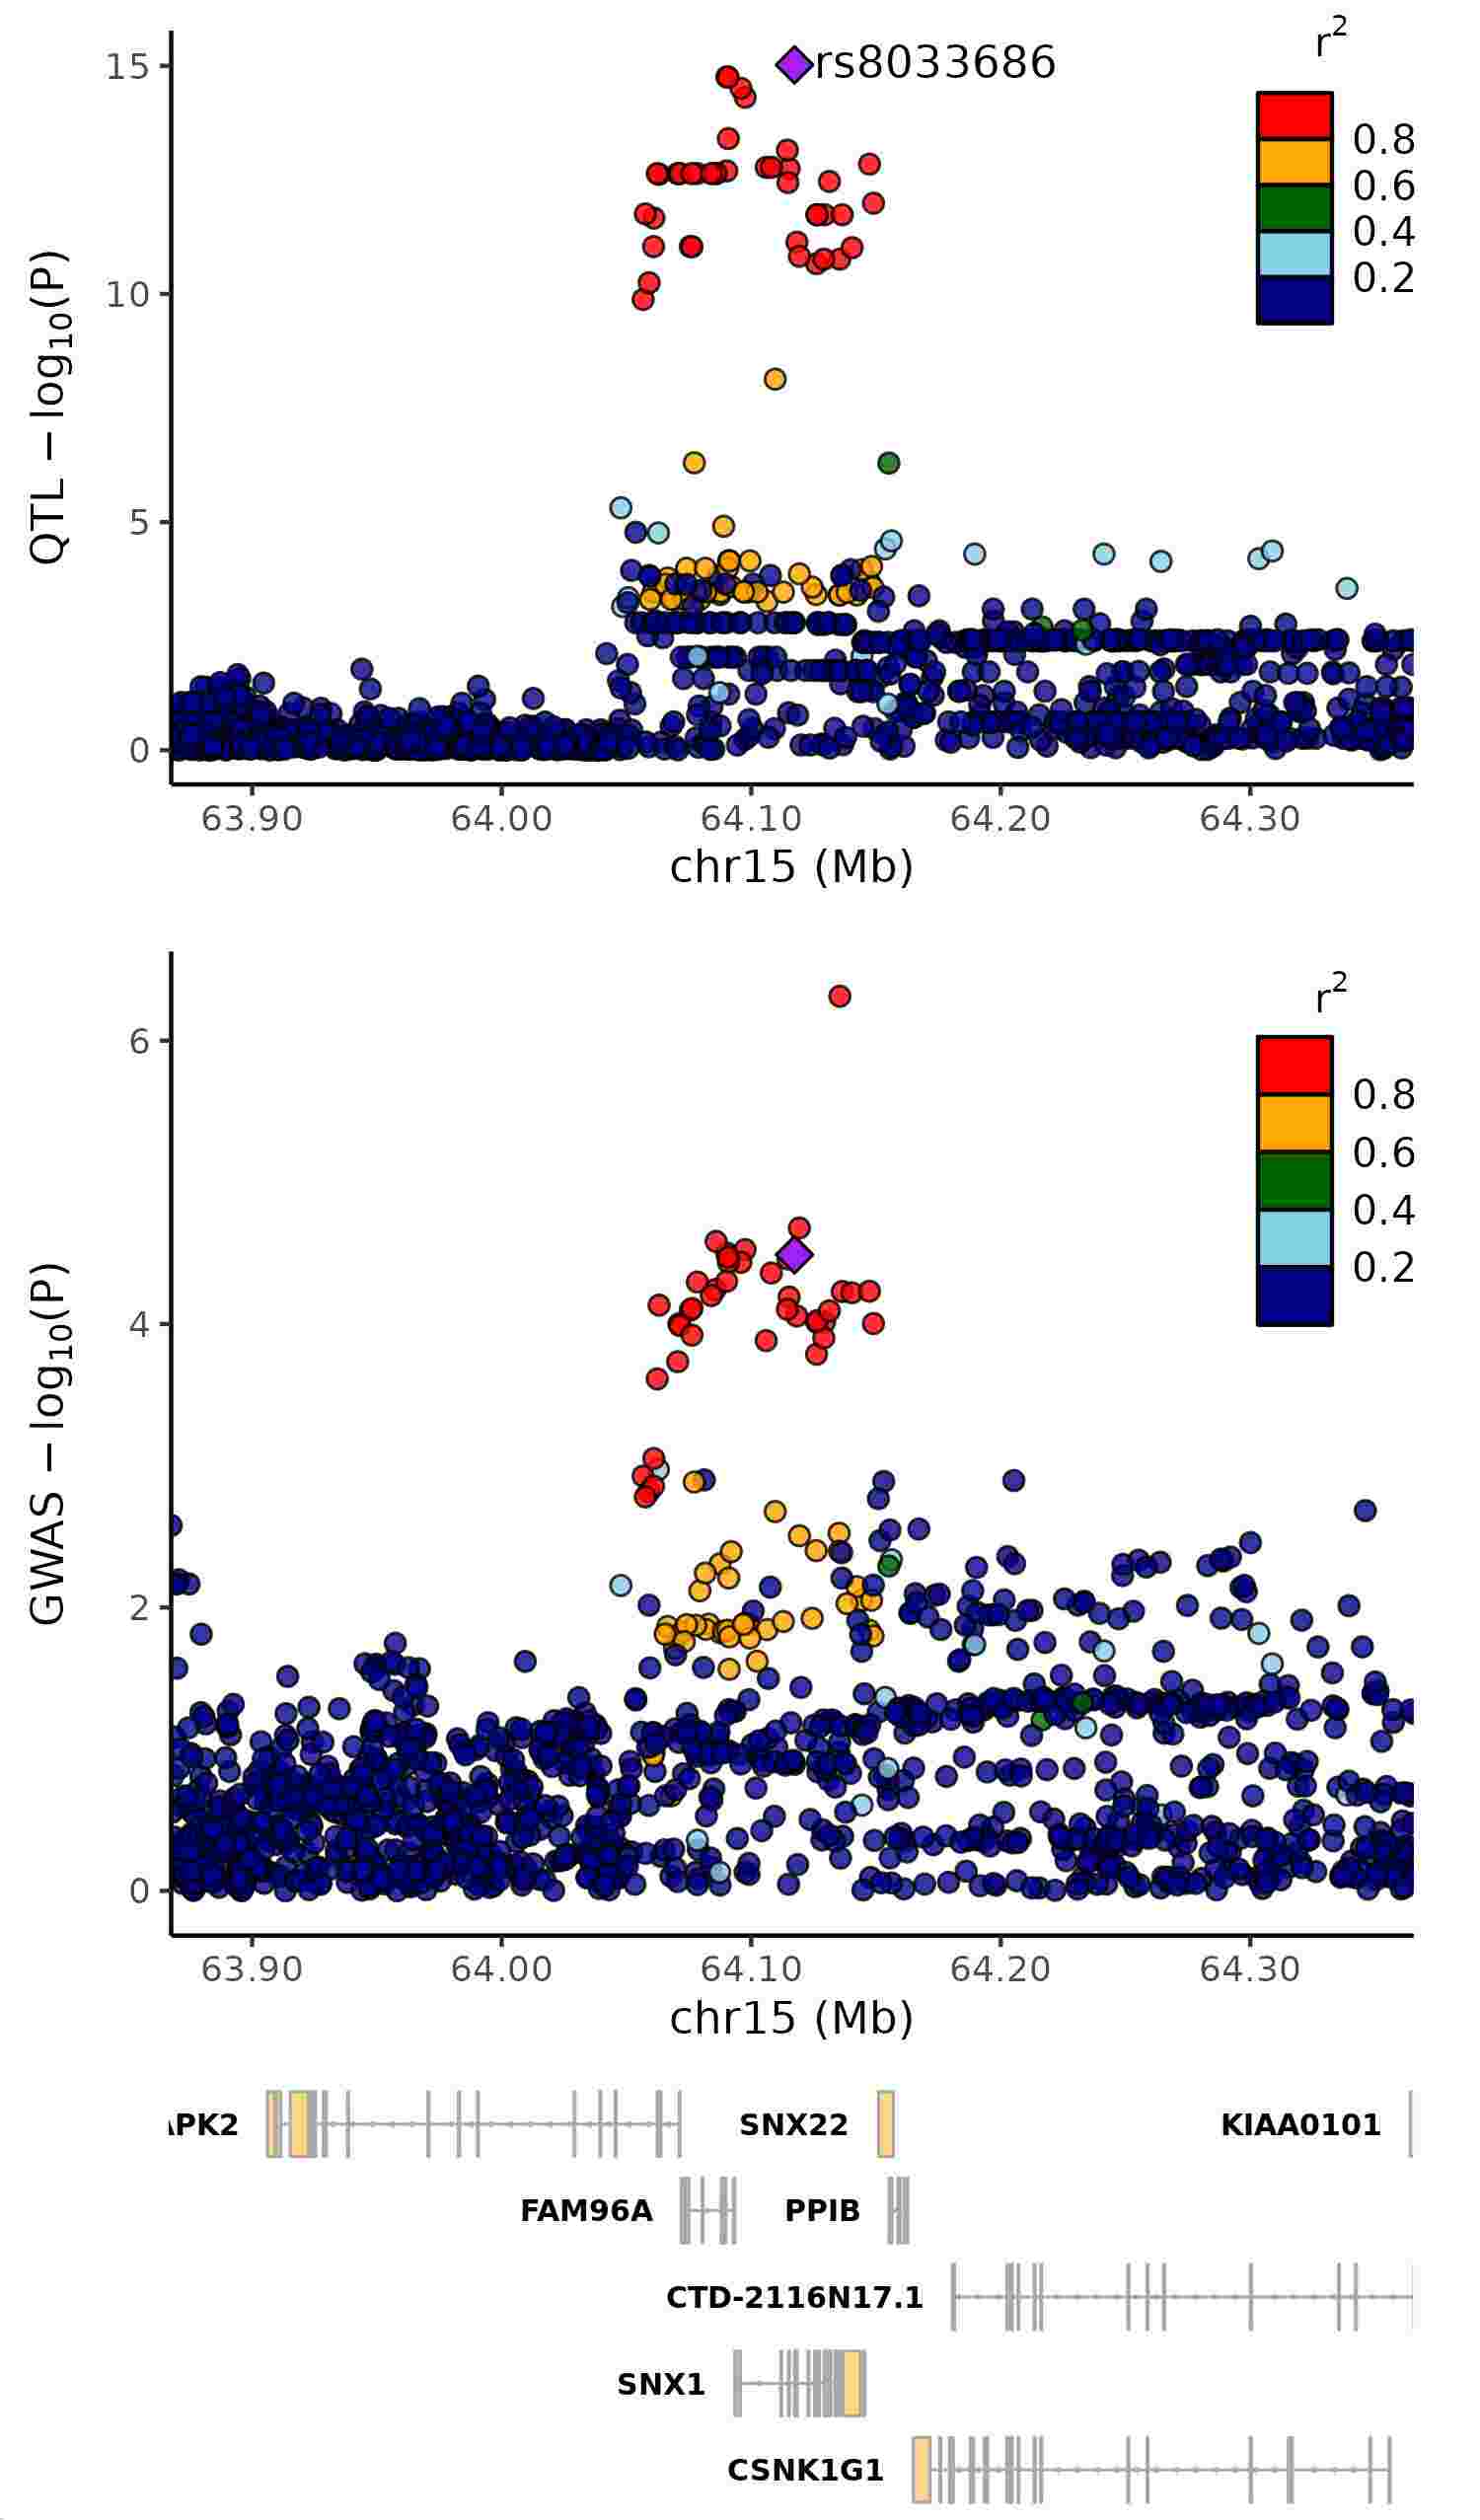 r²
15
rs8033686
0.8
0.6
0.4
0.2
10
5
0
QTL − log₁₀(P)
63.90 64.00 64.10 64.20 64.30
chr15 (Mb)
r²
6
0.8
0.6
0.4
0.2
4
2
0
GWAS − log₁₀(P)
63.90 64.00 64.10 64.20 64.30
chr15 (Mb)
APK2 SNX22 KIAA0101
FAM96A PPIB
CTD-2116N17.1
SNX1
CSNK1G1